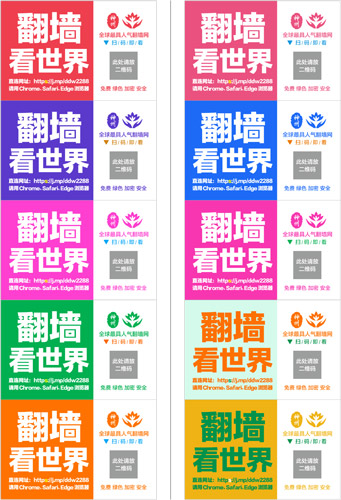 翻墙
看世界
直连网址: https://j.mp/ddw2288
请用 Chrome、Safari、Edge 浏览器
神州
全球最具人气翻墙网
▼ 扫/码/即/看
此处请放
二维码
免费 绿色 加密 安全
翻墙
看世界
直连网址: https://j.mp/ddw2288
请用 Chrome、Safari、Edge 浏览器
神州
全球最具人气翻墙网
▼ 扫/码/即/看
此处请放
二维码
免费 绿色 加密 安全
翻墙
看世界
直连网址: https://j.mp/ddw2288
请用 Chrome、Safari、Edge 浏览器
神州
全球最具人气翻墙网
▼ 扫/码/即/看
此处请放
二维码
免费 绿色 加密 安全
翻墙
看世界
直连网址: https://j.mp/ddw2288
请用 Chrome、Safari、Edge 浏览器
神州
全球最具人气翻墙网
▼ 扫/码/即/看
此处请放
二维码
免费 绿色 加密 安全
翻墙
看世界
直连网址: https://j.mp/ddw2288
请用 Chrome、Safari、Edge 浏览器
神州
全球最具人气翻墙网
▼ 扫/码/即/看
此处请放
二维码
免费 绿色 加密 安全
翻墙
看世界
直连网址: https://j.mp/ddw2288
请用 Chrome、Safari、Edge 浏览器
神州
全球最具人气翻墙网
▼ 扫/码/即/看
此处请放
二维码
免费 绿色 加密 安全
翻墙
看世界
直连网址: https://j.mp/ddw2288
请用 Chrome、Safari、Edge 浏览器
神州
全球最具人气翻墙网
▼ 扫/码/即/看
此处请放
二维码
免费 绿色 加密 安全
翻墙
看世界
直连网址: https://j.mp/ddw2288
请用 Chrome、Safari、Edge 浏览器
神州
全球最具人气翻墙网
▼ 扫/码/即/看
此处请放
二维码
免费 绿色 加密 安全
翻墙
看世界
直连网址: https://j.mp/ddw2288
请用 Chrome、Safari、Edge 浏览器
神州
全球最具人气翻墙网
▼ 扫/码/即/看
此处请放
二维码
免费 绿色 加密 安全
翻墙
看世界
直连网址: https://j.mp/ddw2288
请用 Chrome、Safari、Edge 浏览器
神州
全球最具人气翻墙网
▼ 扫/码/即/看
此处请放
二维码
免费 绿色 加密 安全